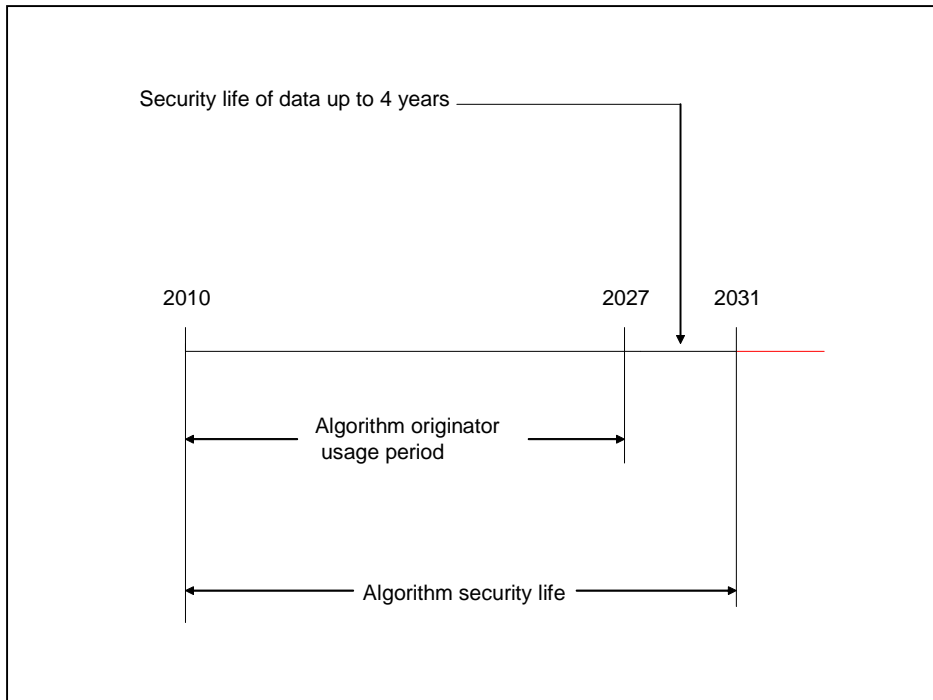 Security life of data up to 4 years
2010
2027
2031
Algorithm originator
usage period
Algorithm security life